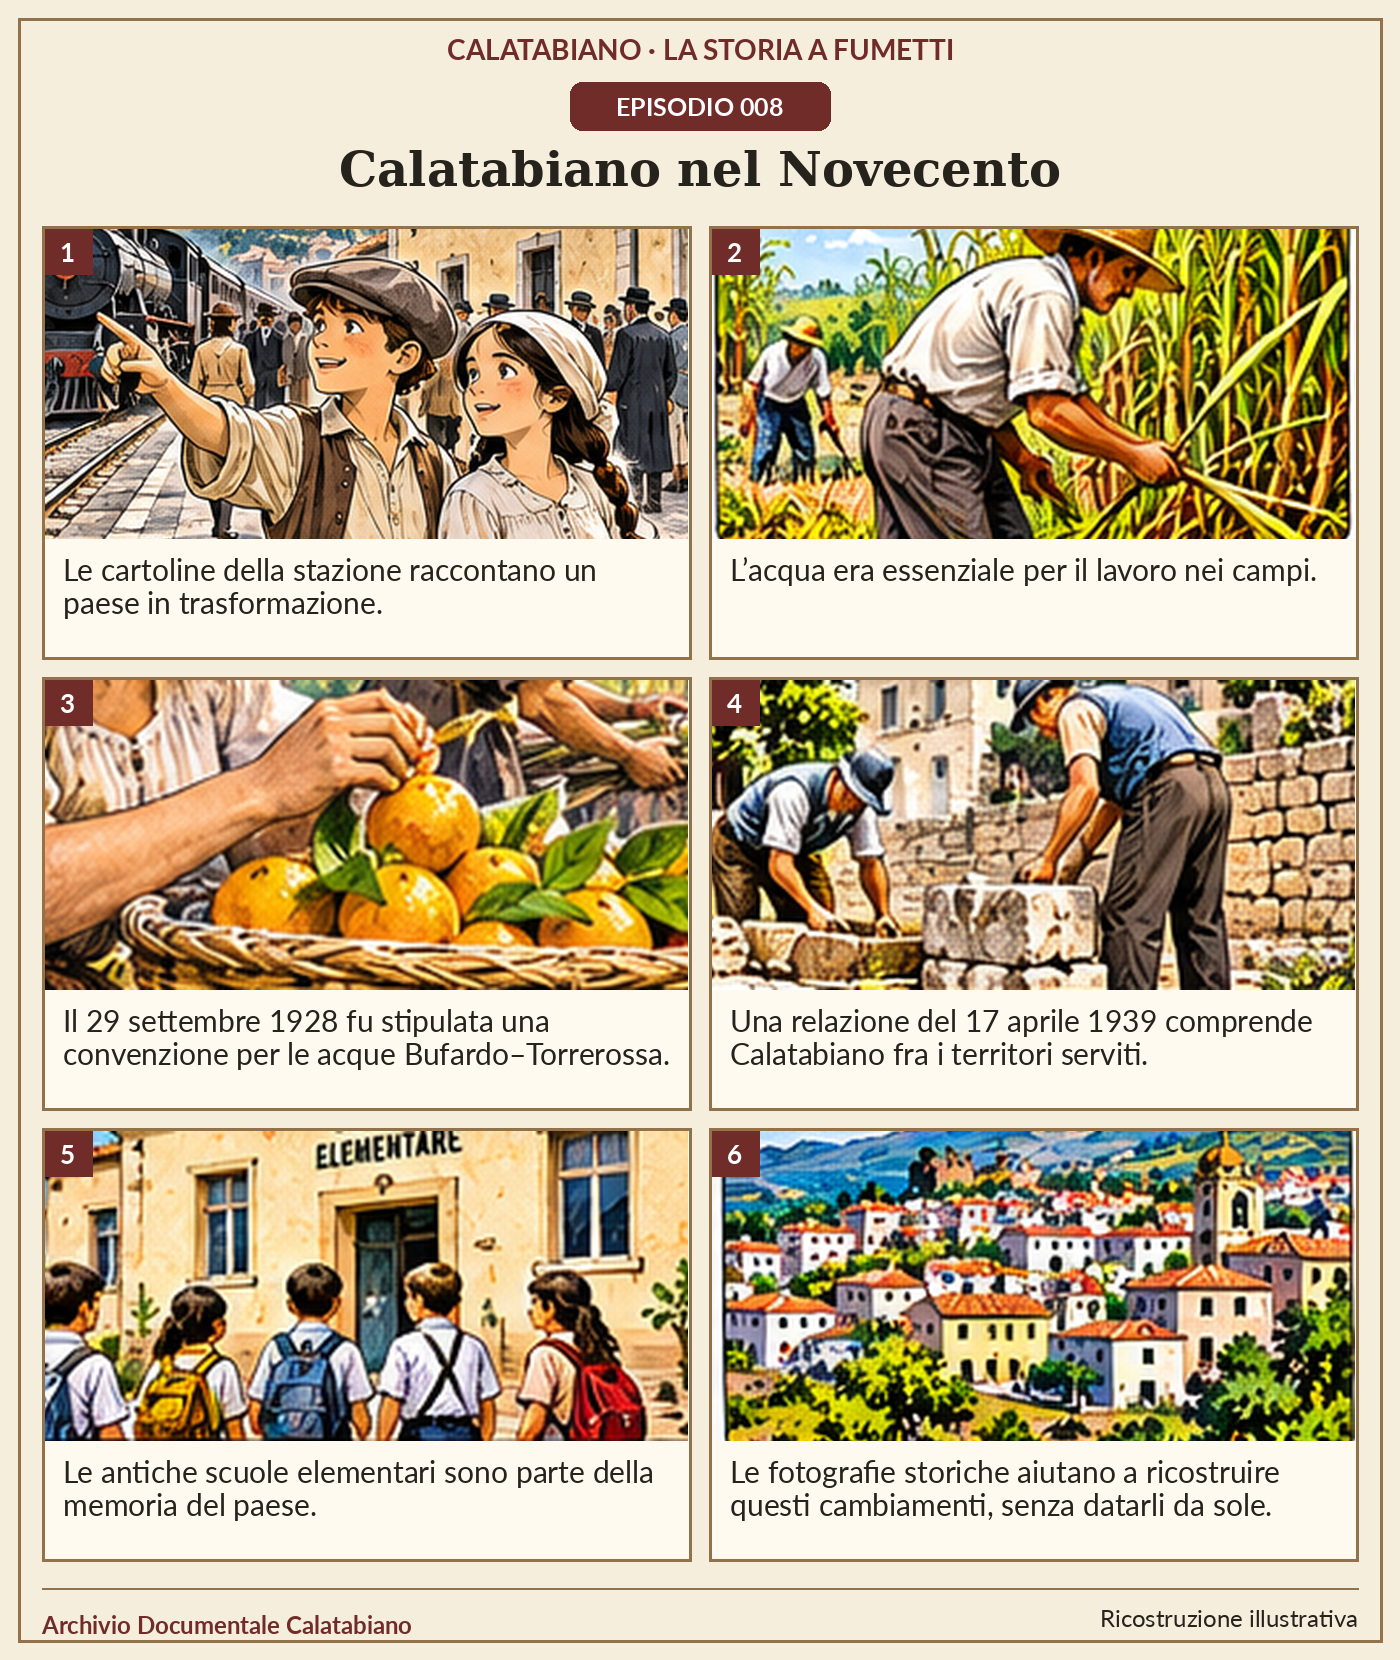 CALATABIANO · LA STORIA A FUMETTI
EPISODIO 008
Calatabiano nel Novecento
1
Le cartoline della stazione raccontano un
paese in trasformazione.
2
L’acqua era essenziale per il lavoro nei campi.
3
Il 29 settembre 1928 fu stipulata una
convenzione per le acque Bufardo–Torrerossa.
4
Una relazione del 17 aprile 1939 comprende
Calatabiano fra i territori serviti.
5
ELEMENTARE
Le antiche scuole elementari sono parte della
memoria del paese.
6
Le fotografie storiche aiutano a ricostruire
questi cambiamenti, senza datarli da sole.
Archivio Documentale Calatabiano
Ricostruzione illustrativa